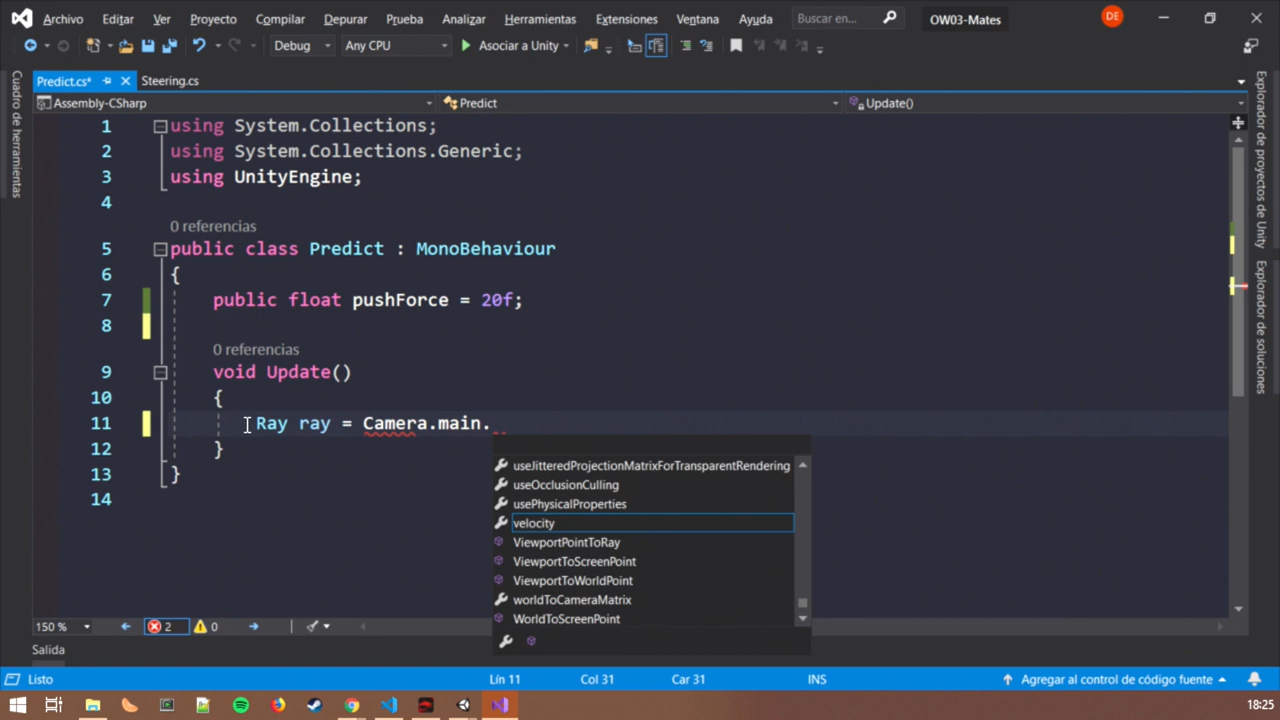 Archivo Editar Ver Proyecto Compilar Depurar Prueba Analizar Herramientas Extensiones Ventana Ayuda Buscar en... OW03-Mates DE
Debug Any CPU Asociar a Unity
Predict.cs* Steering.cs
Assembly-CSharp Predict Update()
Cuadro de herramientas
Explorador de proyectos de Unity
Explorador de soluciones
1 using System.Collections;
2 using System.Collections.Generic;
3 using UnityEngine;
4
0 referencias
5 public class Predict : MonoBehaviour
6 {
7 public float pushForce = 20f;
8
0 referencias
9 void Update()
10 {
11 Ray ray = Camera.main.
12 }
13 }
14
useJitteredProjectionMatrixForTransparentRendering
useOcclusionCulling
usePhysicalProperties
velocity
ViewportPointToRay
ViewportToScreenPoint
ViewportToWorldPoint
worldToCameraMatrix
WorldToScreenPoint
150 % 2 0
Salida
Listo Lín 11 Col 31 Car 31 INS Agregar al control de código fuente
18:25